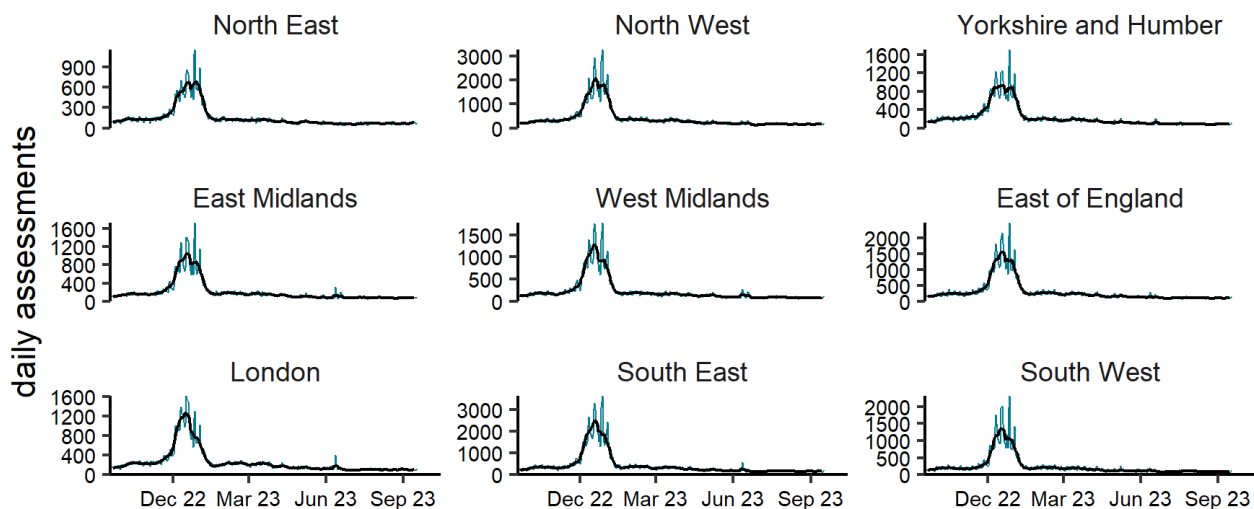 North East North West Yorkshire and Humber
900 3000 1600
600 2000 1200
300 1000 800
0 0 400
0
daily assessments
East Midlands West Midlands East of England
1600 1500 2000
1200 1000 1500
800 500 1000
400 0 500
0 0
London South East South West
1600 3000 2000
1200 2000 1500
800 1000 1000
400 0 500
0 0
Dec 22 Mar 23 Jun 23 Sep 23 Dec 22 Mar 23 Jun 23 Sep 23 Dec 22 Mar 23 Jun 23 Sep 23